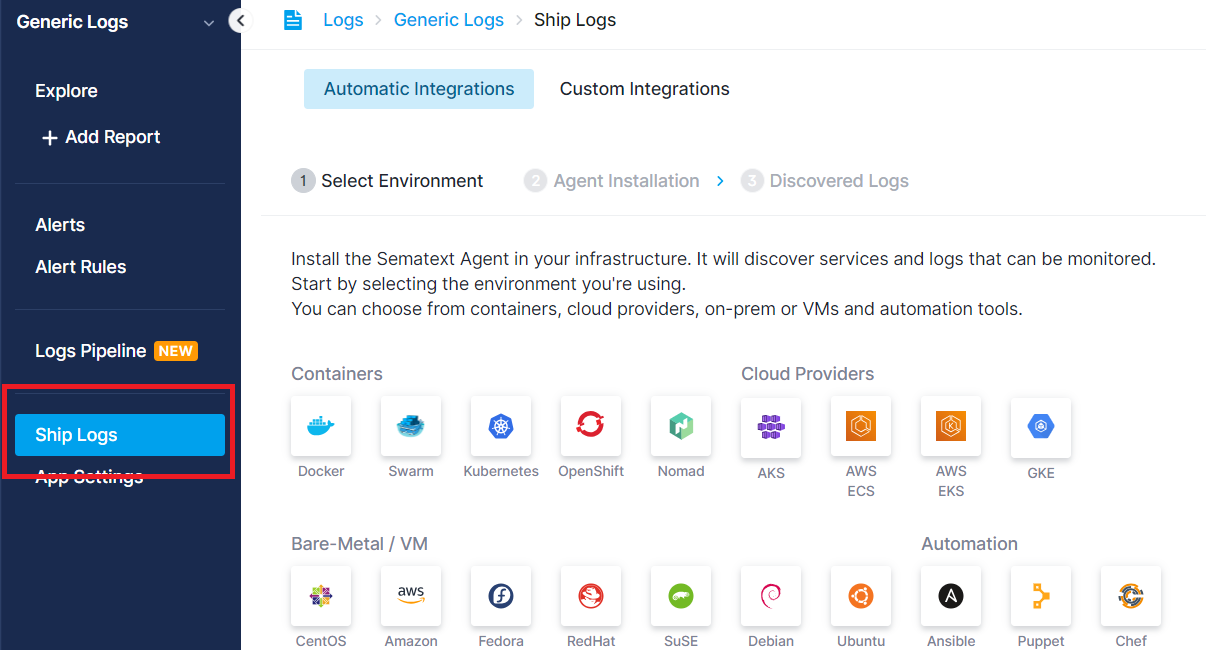 Generic Logs
Explore
+ Add Report
Alerts
Alert Rules
Logs Pipeline NEW
Ship Logs
App Settings
Logs > Generic Logs > Ship Logs
Automatic Integrations Custom Integrations
1 Select Environment 2 Agent Installation > 3 Discovered Logs
Install the Sematext Agent in your infrastructure. It will discover services and logs that can be monitored.
Start by selecting the environment you're using.
You can choose from containers, cloud providers, on-prem or VMs and automation tools.
Containers
Docker Swarm Kubernetes OpenShift Nomad
Cloud Providers
AKS AWS ECS AWS EKS GKE
Bare-Metal / VM
aws
CentOS Amazon Fedora RedHat SuSE Debian Ubuntu
Automation
Ansible Puppet Chef